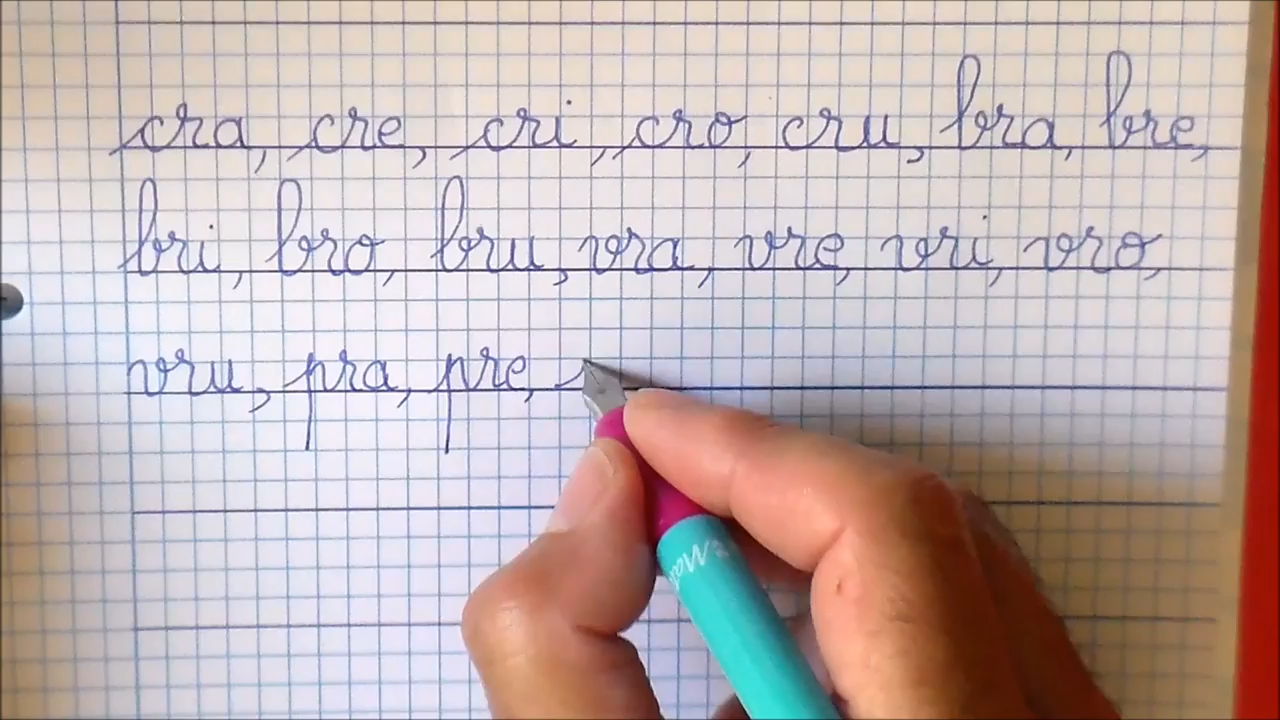 cra, cre, cri, cro, cru, bra, bre,
bri, bro, bru, vra, vre, vri, vro,
vru, pra, pre,